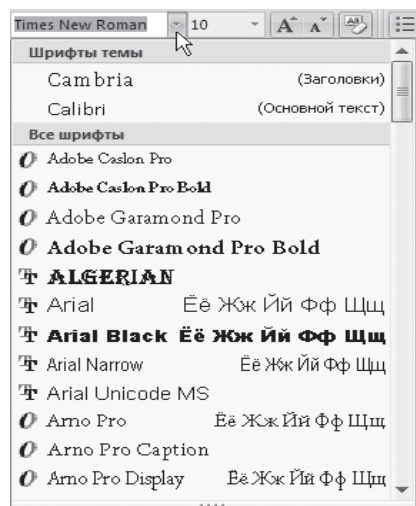 Times New Roman 10
Шрифты темы
Cambria (Заголовки)
Calibri (Основной текст)
Все шрифты
Adobe Caslon Pro
Adobe Caslon Pro Bold
Adobe Garamond Pro
Adobe Garamond Pro Bold
ALGERIAN
Arial Ёё Жж Йй Фф Щщ
Arial Black Ёё Жж Йй Фф Щщ
Arial Narrow Ёё Жж Йй Фф Щщ
Arial Unicode MS
Arno Pro Ёё Жж Йй Фф Щщ
Arno Pro Caption
Arno Pro Display Ёё Жж Йй Фф Щщ